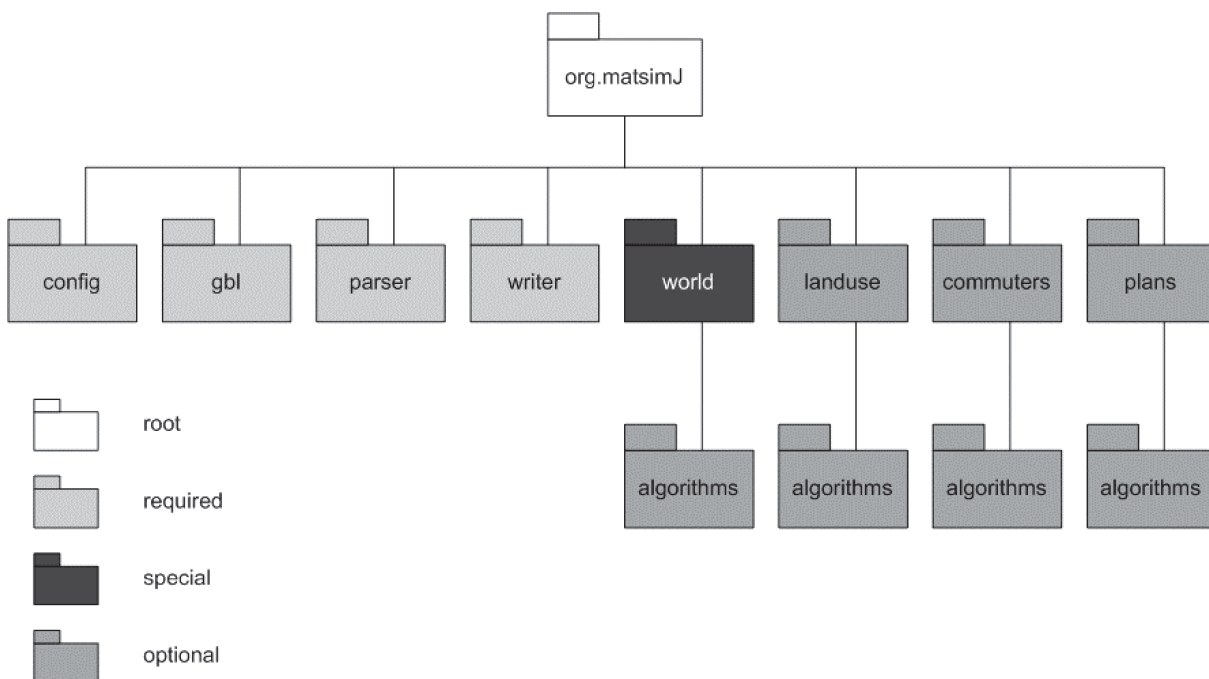 org.matsimJ
config
gbl
parser
writer
world
landuse
commuters
plans
algorithms
algorithms
algorithms
algorithms
root
required
special
optional